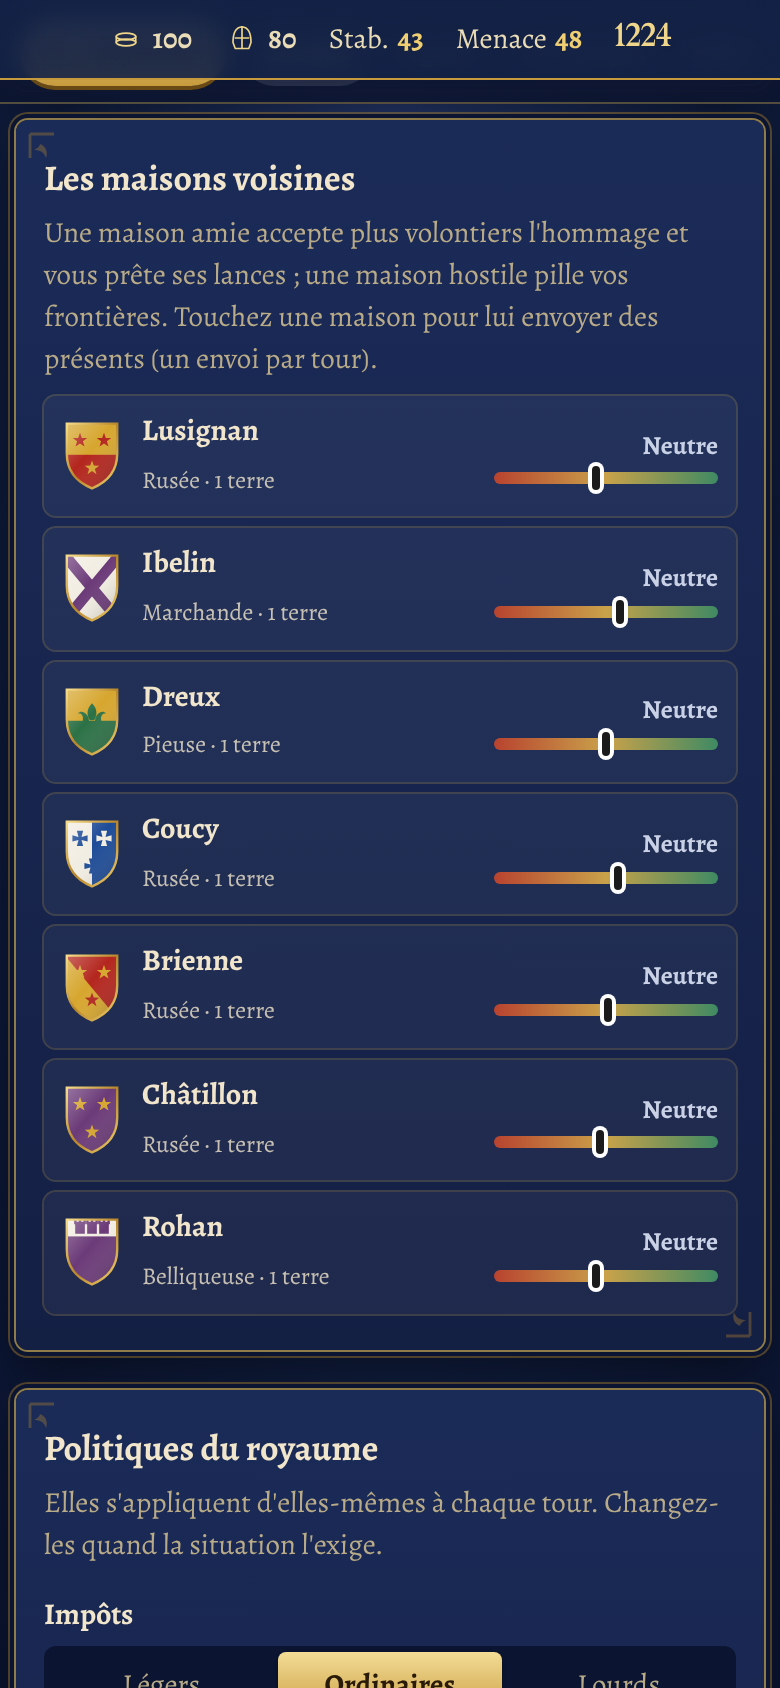 100 80 Stab. 43 Menace 48 1224
Les maisons voisines
Une maison amie accepte plus volontiers l'hommage et
vous prête ses lances ; une maison hostile pille vos
frontières. Touchez une maison pour lui envoyer des
présents (un envoi par tour).
Lusignan
Neutre
Rusée · 1 terre
Ibelin
Neutre
Marchande · 1 terre
Dreux
Neutre
Pieuse · 1 terre
Coucy
Neutre
Rusée · 1 terre
Brienne
Neutre
Rusée · 1 terre
Châtillon
Neutre
Rusée · 1 terre
Rohan
Neutre
Belliqueuse · 1 terre
Politiques du royaume
Elles s'appliquent d'elles-mêmes à chaque tour. Changez-
les quand la situation l'exige.
Impôts
Légers Ordinaires Lourds